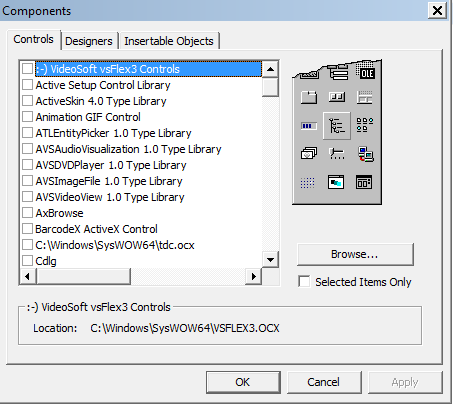 Components
Controls Designers Insertable Objects
:-) VideoSoft vsFlex3 Controls
Active Setup Control Library
ActiveSkin 4.0 Type Library
Animation GIF Control
ATLEntityPicker 1.0 Type Library
AVSAudioVisualization 1.0 Type Library
AVSDVDPlayer 1.0 Type Library
AVSImageFile 1.0 Type Library
AVSVideoView 1.0 Type Library
AxBrowse
BarcodeX ActiveX Control
C:\Windows\SysWOW64\tdc.ocx
Cdlg
OLE
Browse...
Selected Items Only
:-) VideoSoft vsFlex3 Controls
Location: C:\Windows\SysWOW64\VSFLEX3.OCX
OK Cancel Apply